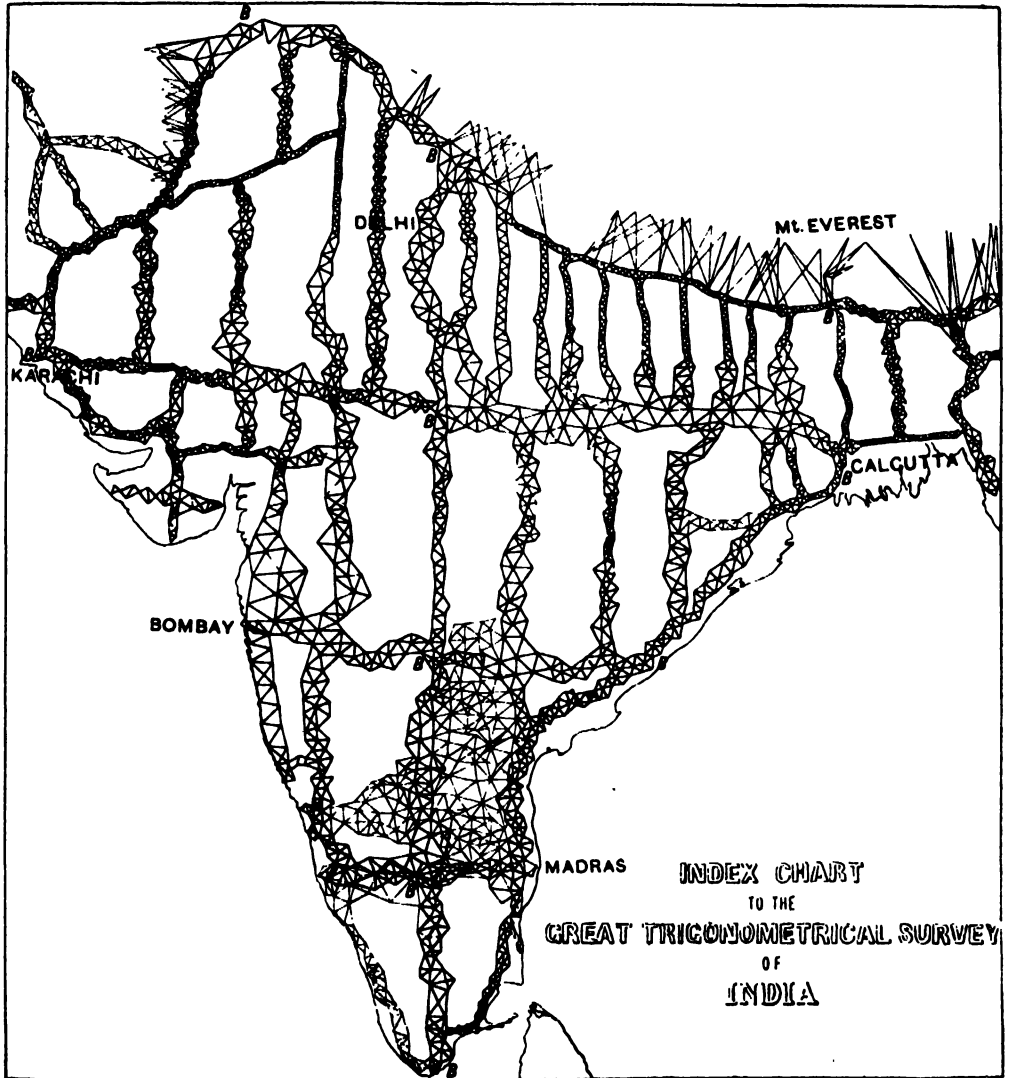 B
B
DELHI
Mt. EVEREST
B
B
KARACHI
B
CALCUTTA
B
BOMBAY
B
B
MADRAS
B
B
INDEX CHART
TO THE
GREAT TRIGONOMETRICAL SURVEY
OF
INDIA